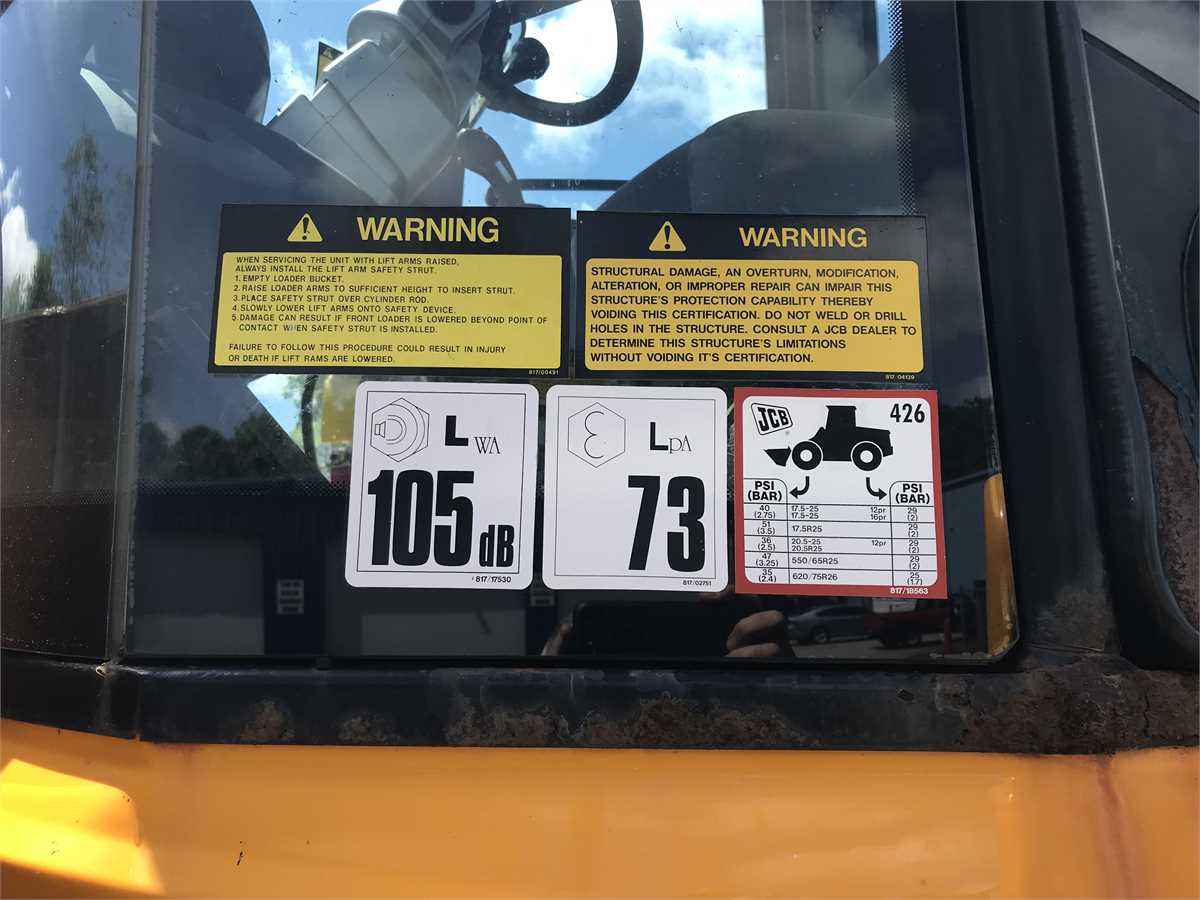 WARNING
WHEN SERVICING THE UNIT WITH LIFT ARMS RAISED,
ALWAYS INSTALL THE LIFT ARM SAFETY STRUT.
1. EMPTY LOADER BUCKET.
2. RAISE LOADER ARMS TO SUFFICIENT HEIGHT TO INSERT STRUT.
3. PLACE SAFETY STRUT OVER CYLINDER ROD.
4. SLOWLY LOWER LIFT ARMS ONTO SAFETY DEVICE.
5. DAMAGE CAN RESULT IF FRONT LOADER IS LOWERED BEYOND POINT OF
CONTACT WHEN SAFETY STRUT IS INSTALLED.
FAILURE TO FOLLOW THIS PROCEDURE COULD RESULT IN INJURY
OR DEATH IF LIFT RAMS ARE LOWERED.
817/00491
WARNING
STRUCTURAL DAMAGE, AN OVERTURN, MODIFICATION,
ALTERATION, OR IMPROPER REPAIR CAN IMPAIR THIS
STRUCTURE'S PROTECTION CAPABILITY THEREBY
VOIDING THIS CERTIFICATION. DO NOT WELD OR DRILL
HOLES IN THE STRUCTURE. CONSULT A JCB DEALER TO
DETERMINE THIS STRUCTURE'S LIMITATIONS
WITHOUT VOIDING IT'S CERTIFICATION.
817/04129
L WA
105 dB
817/17530
L pA
73
817/02751
JCB 426
PSI (BAR) PSI (BAR)
40 (2.75) 17.5-25 12pr 29 (2)
17.5-25 16pr
51 (3.5) 17.5R25 29 (2)
36 (2.5) 20.5-25 12pr 29 (2)
20.5R25
47 (3.25) 550/65R25 29 (2)
35 (2.4) 620/75R26 25 (1.7)
817/18563